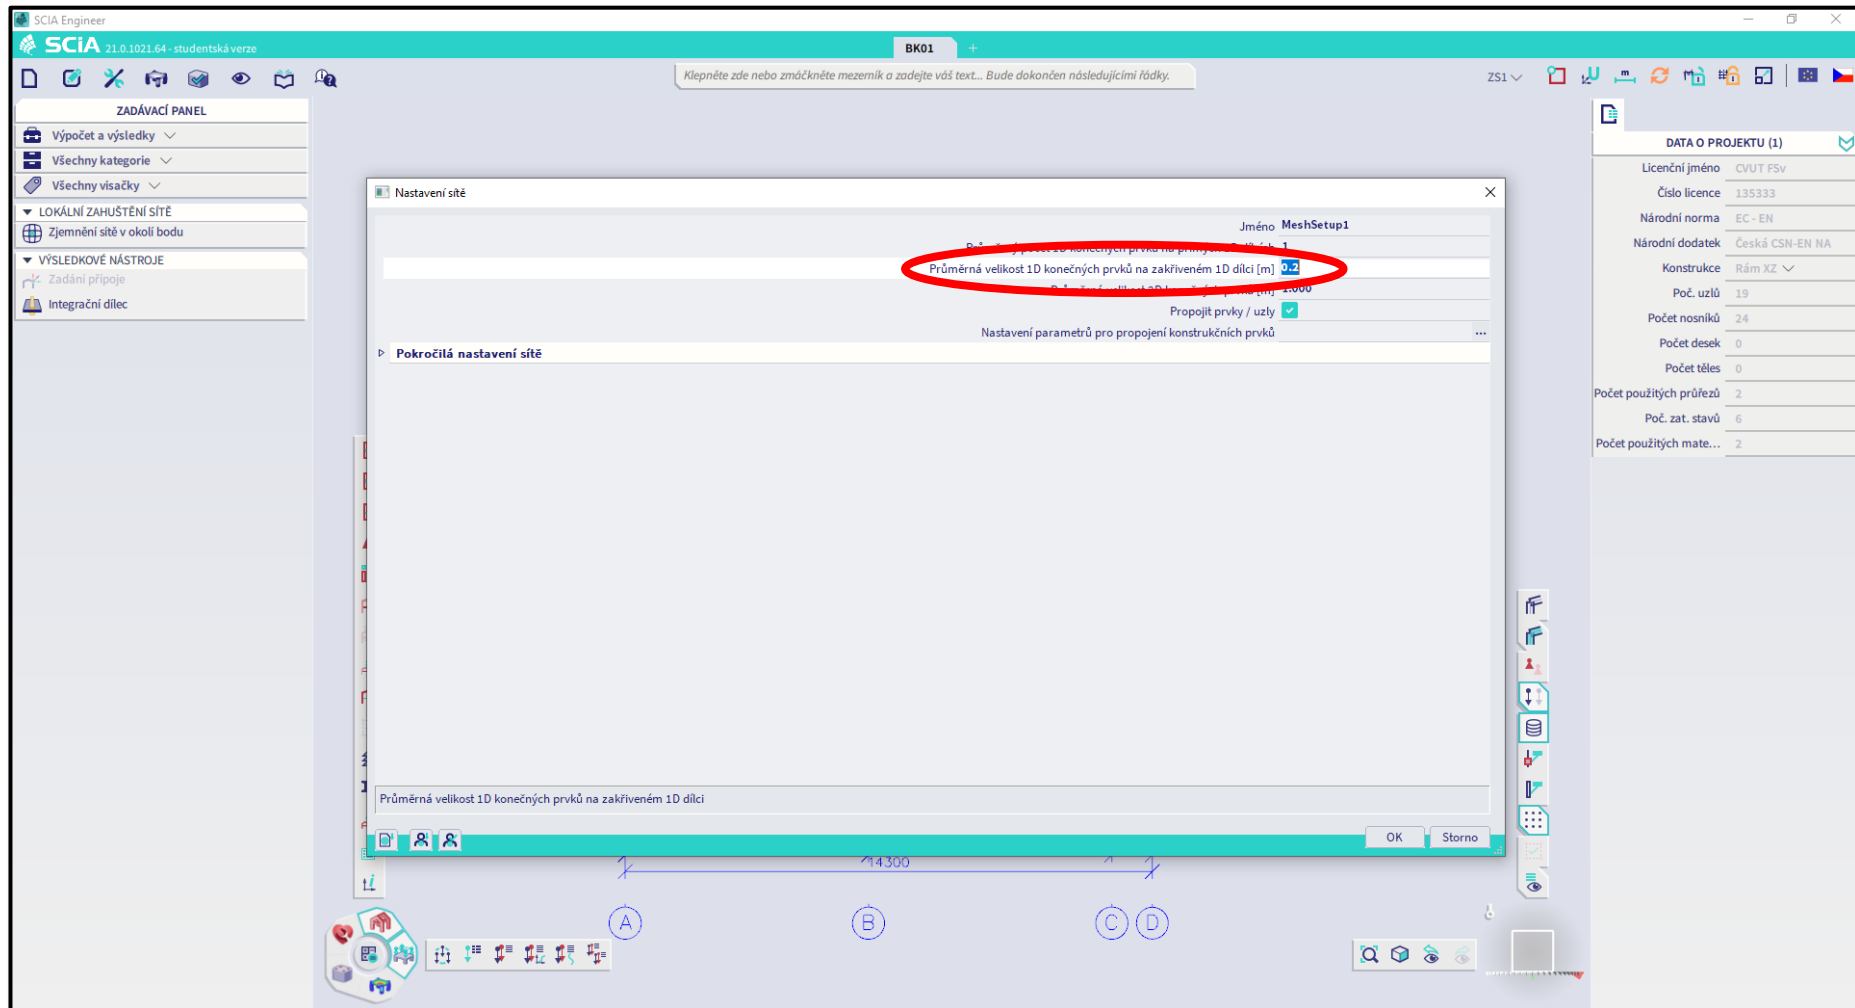 SCIA Engineer
SCiA 21.0.1021.64 - studentská verze
BK01 +
Klepněte zde nebo zmáčkněte mezerník a zadejte váš text... Bude dokončen následujícími řádky.
ZS1
ZADÁVACÍ PANEL
Výpočet a výsledky
Všechny kategorie
Všechny visačky
LOKÁLNÍ ZAHUŠTĚNÍ SÍTĚ
Zjemnění sítě v okolí bodu
VÝSLEDKOVÉ NÁSTROJE
Zadání přípoje
Integrační dílec
Nastavení sítě
Jméno MeshSetup1
1
Průměrná velikost 1D konečných prvků na zakřiveném 1D dílci [m] 0.2
[m] 1.000
Propojit prvky / uzly
Nastavení parametrů pro propojení konstrukčních prvků ...
Pokročilá nastavení sítě
Průměrná velikost 1D konečných prvků na zakřiveném 1D dílci
OK Storno
DATA O PROJEKTU (1)
Licenční jméno CVUT FSv
Číslo licence 135333
Národní norma EC - EN
Národní dodatek Česká CSN-EN NA
Konstrukce Rám XZ
Poč. uzlů 19
Počet nosníků 24
Počet desek 0
Počet těles 0
Počet použitých průřezů 2
Poč. zat. stavů 6
Počet použitých mate... 2
14300
A B C D